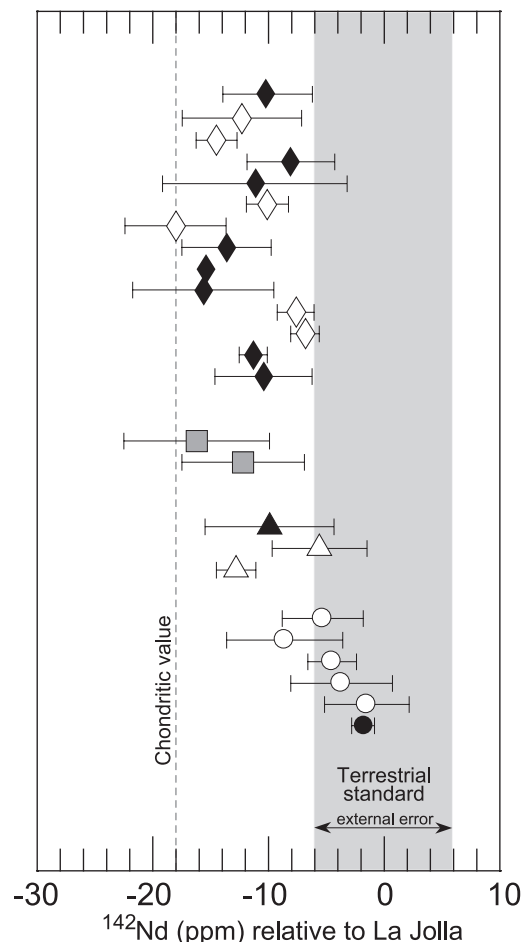 Chondritic value
Terrestrial
standard
external error
-30 -20 -10 0 10
¹⁴²Nd (ppm) relative to La Jolla